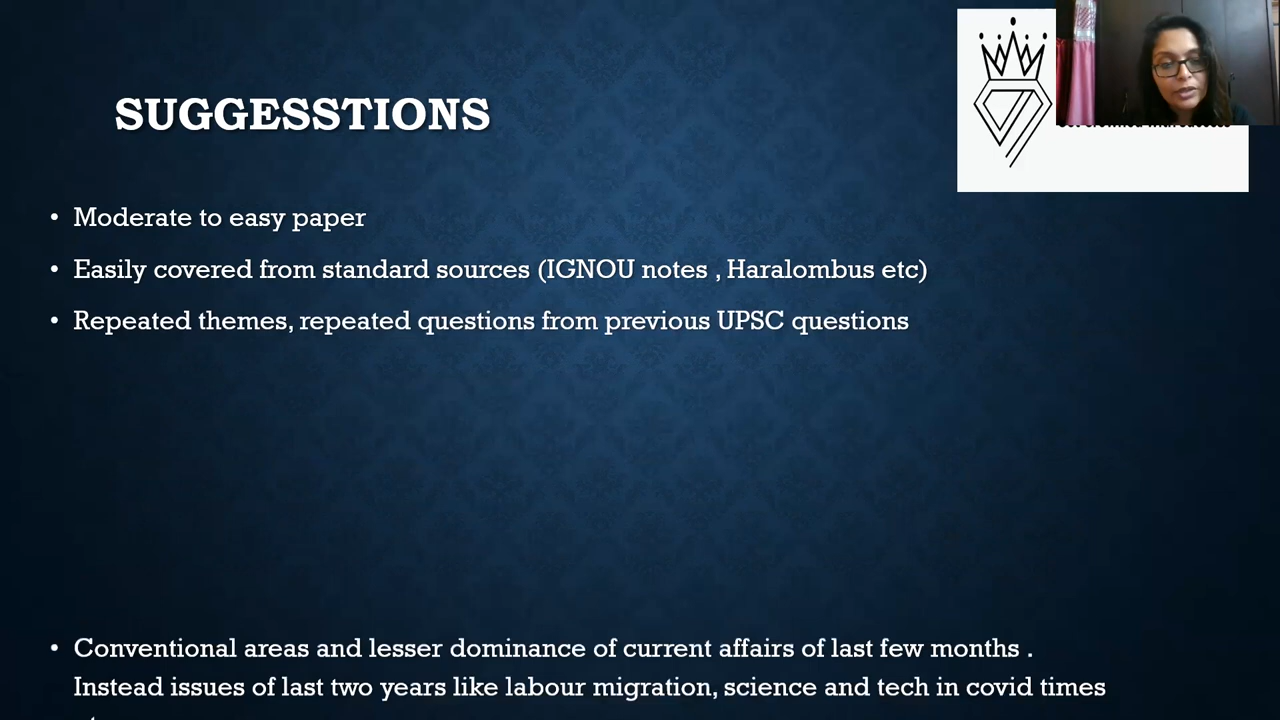 SUGGESSTIONS
• Moderate to easy paper
• Easily covered from standard sources (IGNOU notes , Haralombus etc)
• Repeated themes, repeated questions from previous UPSC questions
• Conventional areas and lesser dominance of current affairs of last few months .
Instead issues of last two years like labour migration, science and tech in covid times